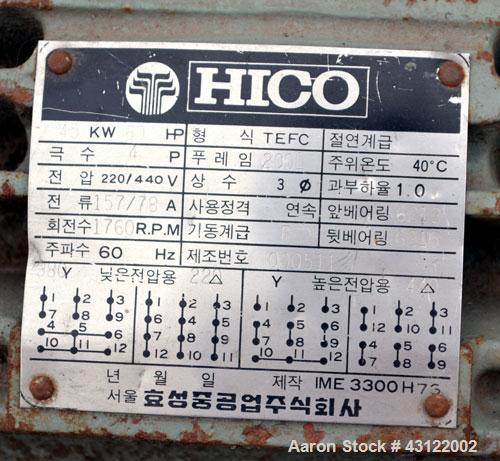 HICO
45 KW 60 HP 형 식 TEFC 절연계급
극 수 4 P 푸레임 주위온도 40°C
전 압 220/440 V 상 수 3 Ø 과부하율 1.0
전 류 157/78 A 사용정격 연속 앞베어링
회전수 1760 R.P.M 기동계급 F 뒷베어링
주파수 60 Hz 제조번호
Y 낮은전압용 220 △ Y 높은전압용 △
1 2 3 1 2 3 1 2 3 1 2 3
7 8 9 6 4 5 7 8 9 12 10 11
4 5 6 7 8 9 4 5 6 4 5 6
10 11 12 12 10 11 10 11 12 7 8 9
년 월 일 제작 IME 3300H73
서울 효성중공업주식회사
Aaron Stock # 43122002